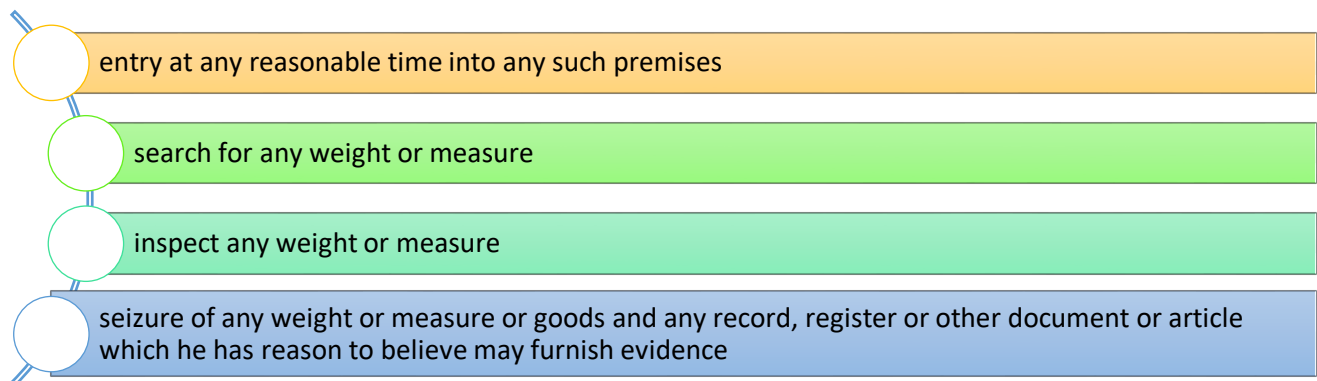 entry at any reasonable time into any such premises
search for any weight or measure
inspect any weight or measure
seizure of any weight or measure or goods and any record, register or other document or article
which he has reason to believe may furnish evidence